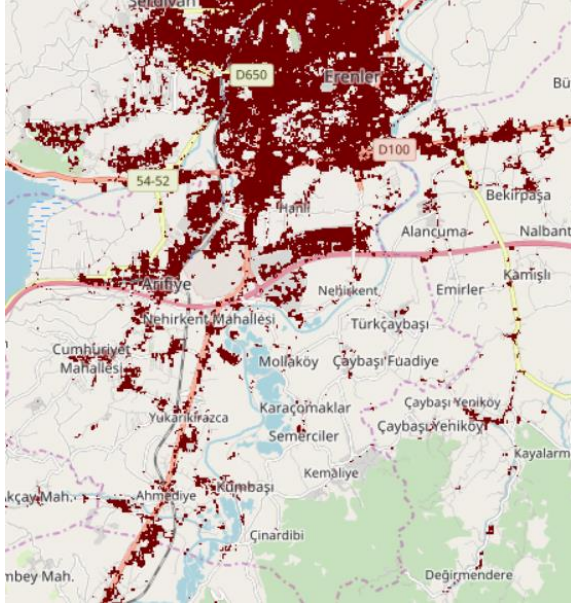 Serdivan
D650
Erenler
Bü
D100
54-52
Bekirpaşa
Hanlı
Alancuma
Nalbant
Arifiye
Kamışlı
Nehirkent
Emirler
Nehirkent Mahallesi
Türkçaybaşı
Cumhuriyet
Mahallesi
Mollaköy
Çaybaşı Fuadiye
Karaçomaklar
Çaybaşı Yeniköy
Yukarıkirazca
Semerciler
Çaybaşı Yeniköy
Kayalarm
Kemaliye
Akçay Mah.
Ahmediye
Kumbaşı
Çınardibi
mbey Mah.
Değirmendere